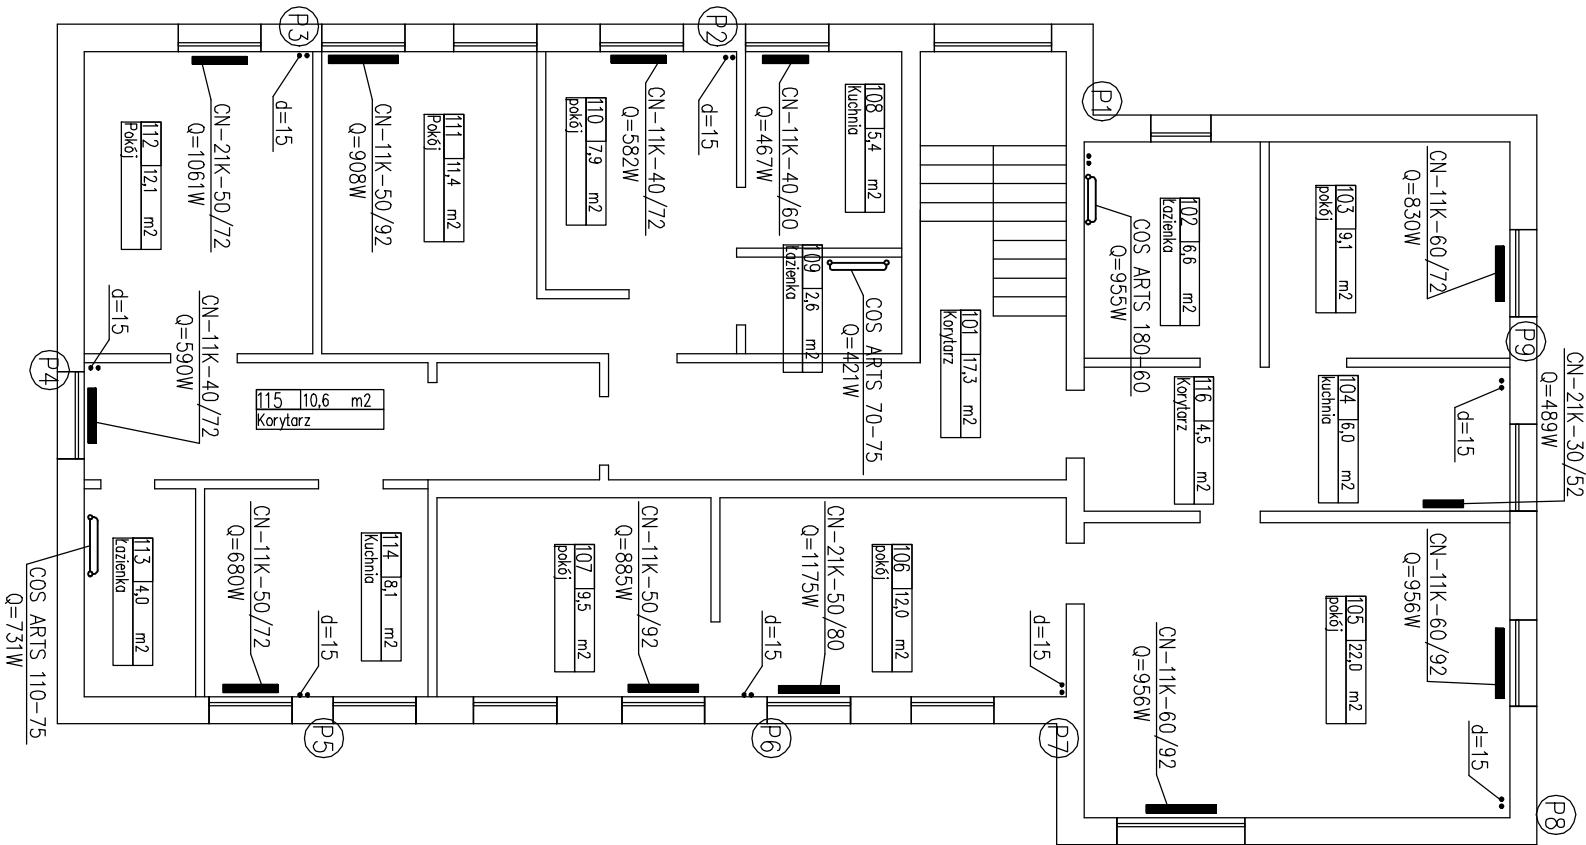 P3
P2
P1
d=15
CN-21K-50/72
Q=1061W
112 12,1 m2
Pokój
CN-11K-50/92
Q=908W
111 11,4 m2
Pokój
110 7,9 m2
pokój
CN-11K-40/72
Q=582W
d=15
CN-11K-40/60
Q=467W
108 5,4 m2
Kuchnia
109 2,6 m2
Łazienka
COS ARTS 70-75
Q=421W
101 17,3 m2
Korytarz
COS ARTS 180-60
Q=955W
102 6,6 m2
Łazienka
103 9,1 m2
pokój
CN-11K-60/72
Q=830W
P9
CN-21K-30/52
Q=489W
d=15
104 6,0 m2
kuchnia
116 4,5 m2
Korytarz
P4
d=15
CN-11K-40/72
Q=590W
115 10,6 m2
Korytarz
COS ARTS 110-75
Q=731W
113 4,0 m2
Łazienka
CN-11K-50/72
Q=680W
d=15
P5
114 8,1 m2
Kuchnia
107 9,5 m2
pokój
CN-11K-50/92
Q=885W
d=15
P6
CN-21K-50/80
Q=1175W
106 12,0 m2
pokój
d=15
P7
CN-11K-60/92
Q=956W
105 22,0 m2
pokój
CN-11K-60/92
Q=956W
d=15
P8